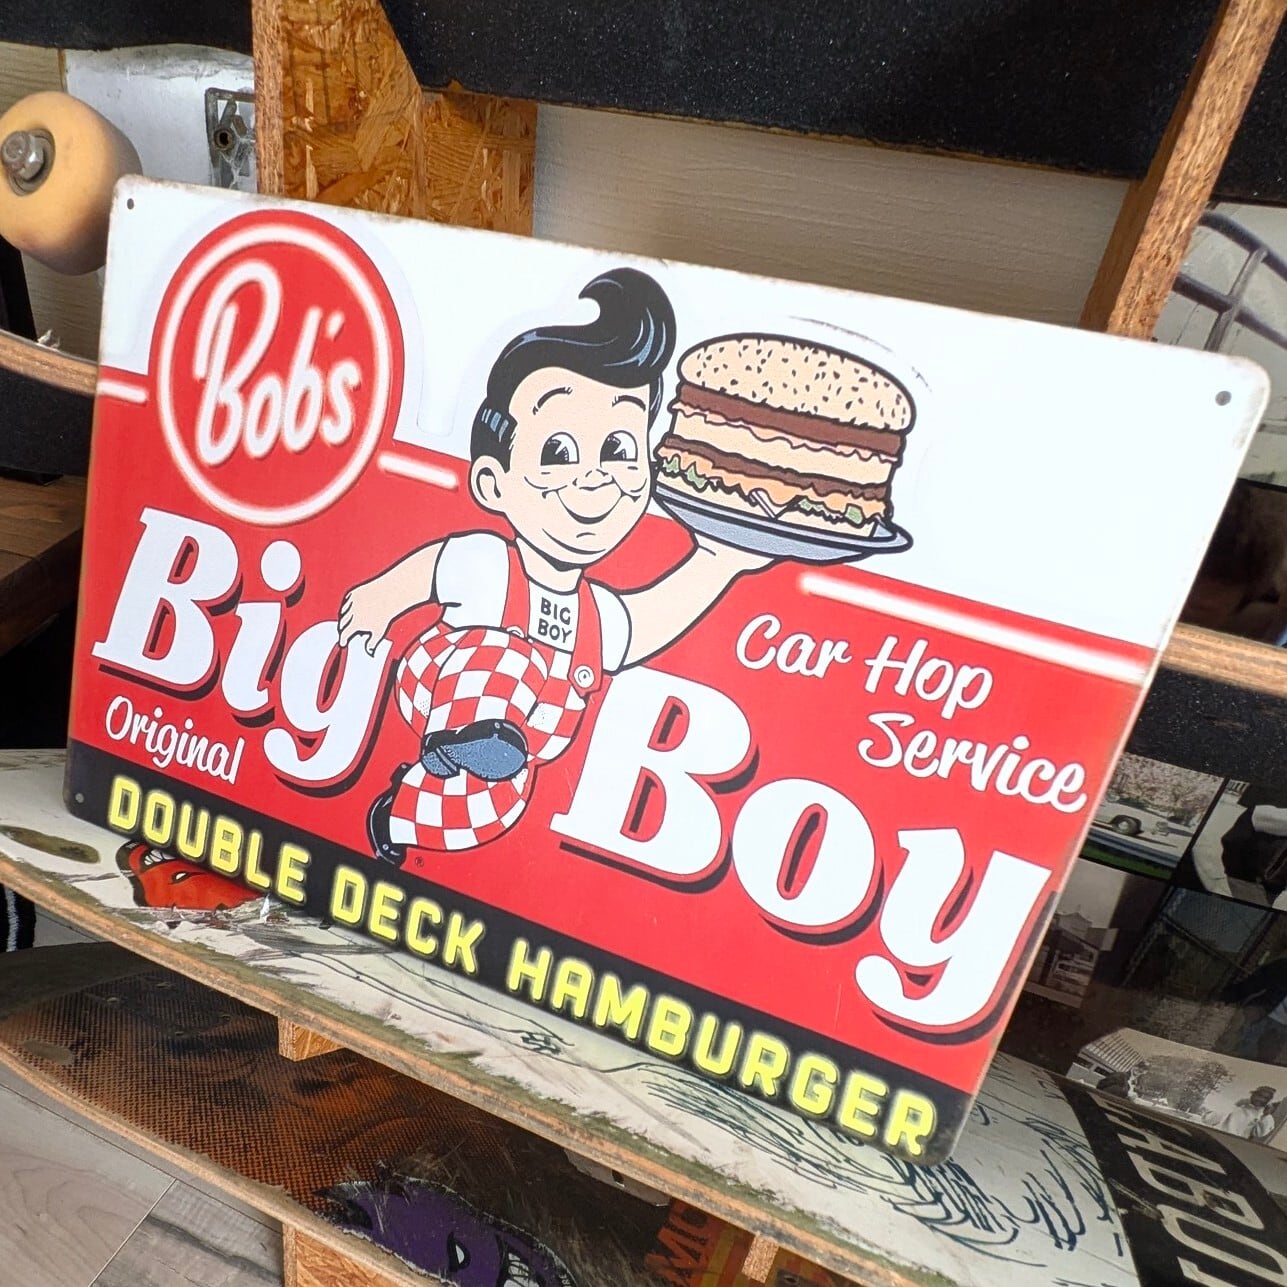 Bob's
Big Boy
BIG
BOY
Car Hop
Service
Original
®
DOUBLE DECK HAMBURGER